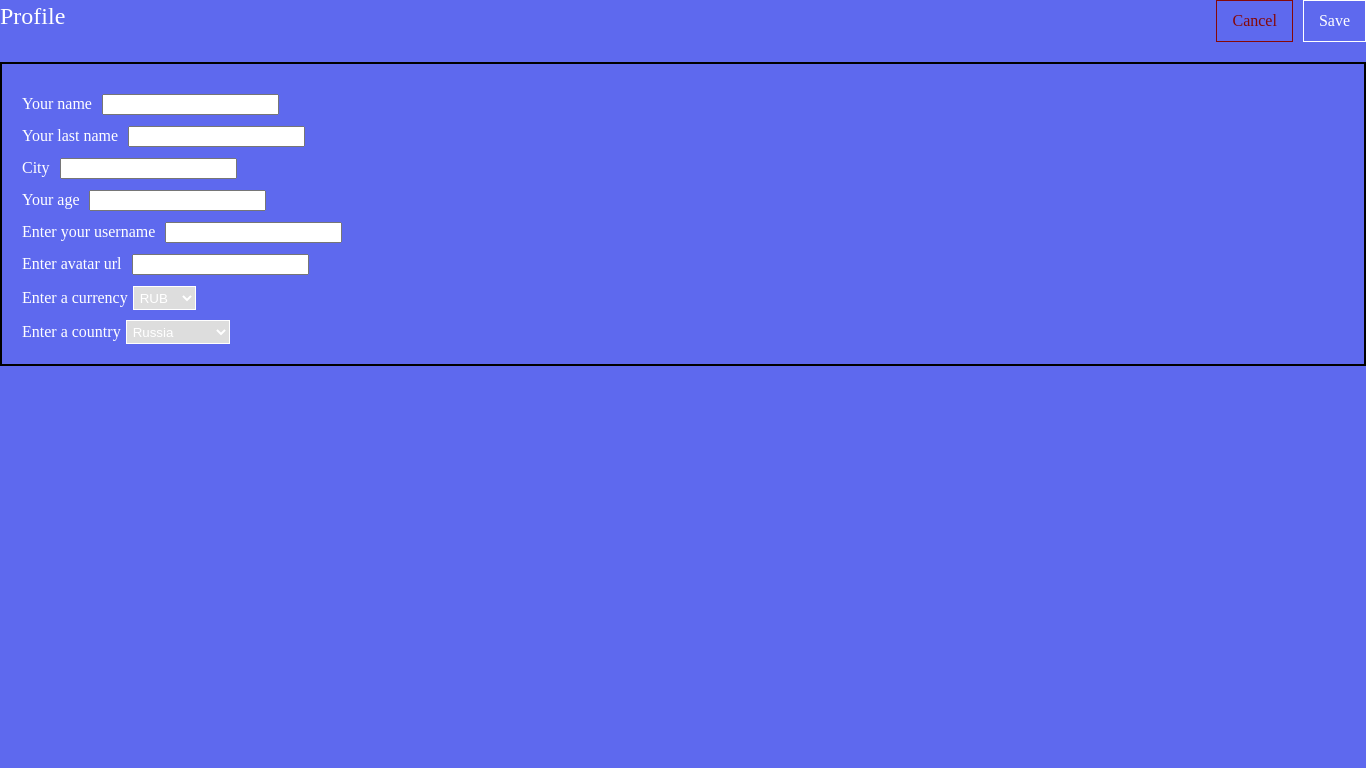 Profile
Cancel Save
Your name
Your last name
City
Your age
Enter your username
Enter avatar url
Enter a currency RUB
Enter a country Russia